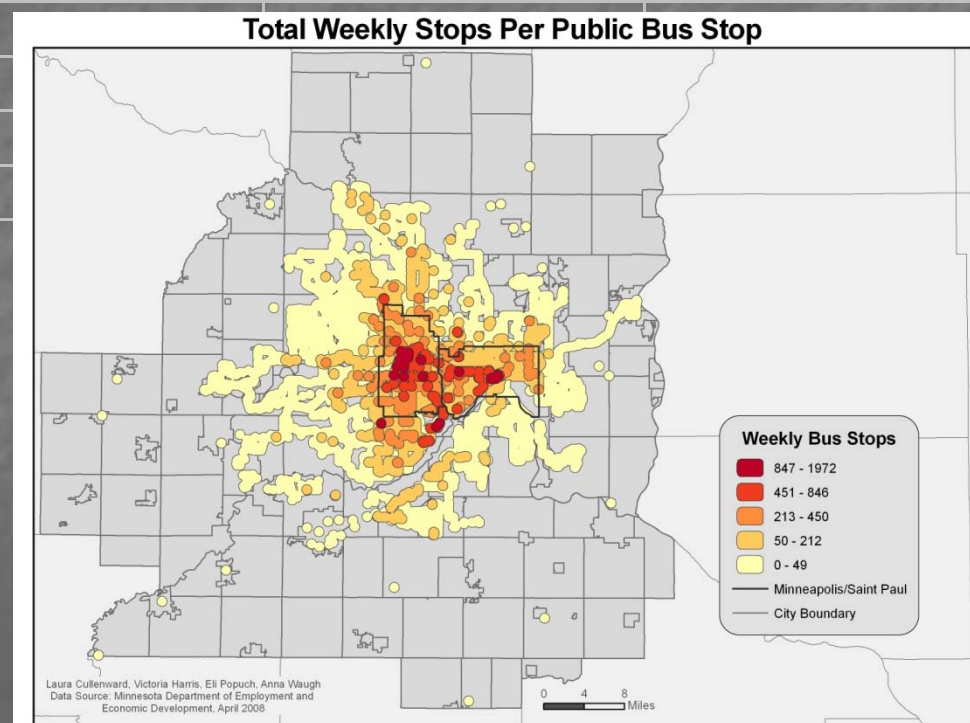 Total Weekly Stops Per Public Bus Stop
Weekly Bus Stops
847 - 1972
451 - 846
213 - 450
50 - 212
0 - 49
Minneapolis/Saint Paul
City Boundary
Laura Cullenward, Victoria Harris, Eli Popuch, Anna Waugh
Data Source: Minnesota Department of Employment and
Economic Development, April 2008
0 4 8
Miles